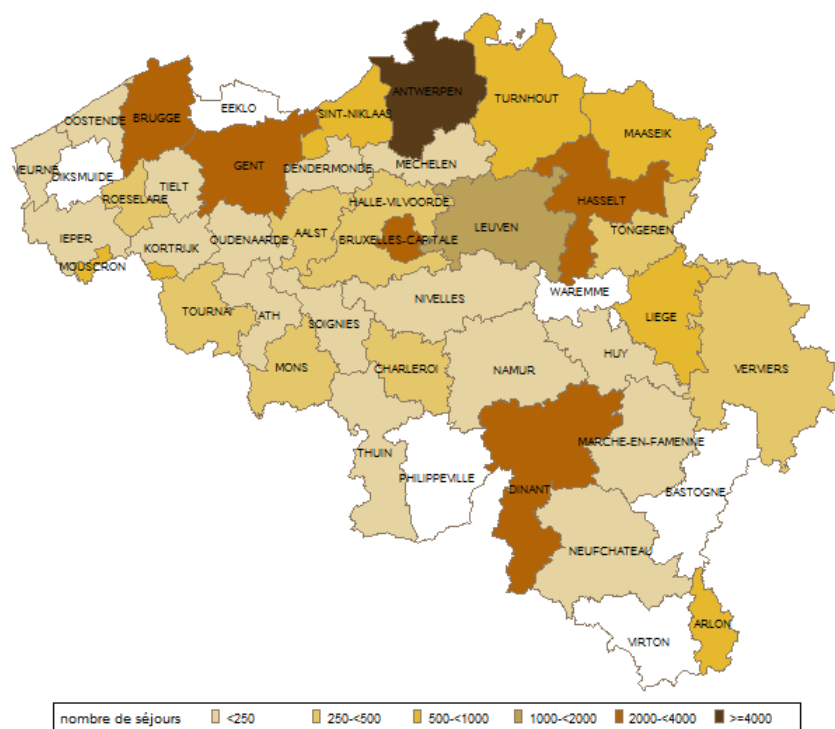 ANTWERPEN
TURNHOUT
BRUGGE
EEKLO
SINT-NIKLAAS
OOSTENDE
MAASEIK
GENT
MECHELEN
VEURNE
DIKSMUIDE
TIELT
DENDERMONDE
ROESELARE
HALLE-VILVOORDE
HASSELT
IEPER
KORTRIJK
OUDENAARDE
AALST
BRUXELLES-CAPITALE
LEUVEN
TONGEREN
MOUSCRON
WAREMME
NIVELLES
TOURNAI
ATH
SOIGNIES
LIEGE
HUY
MONS
CHARLEROI
NAMUR
VERVIERS
MARCHE-EN-FAMENNE
THUIN
PHILIPPEVILLE
DINANT
BASTOGNE
NEUFCHATEAU
ARLON
VIRTON
nombre de séjours <250 250-<500 500-<1000 1000-<2000 2000-<4000 >=4000